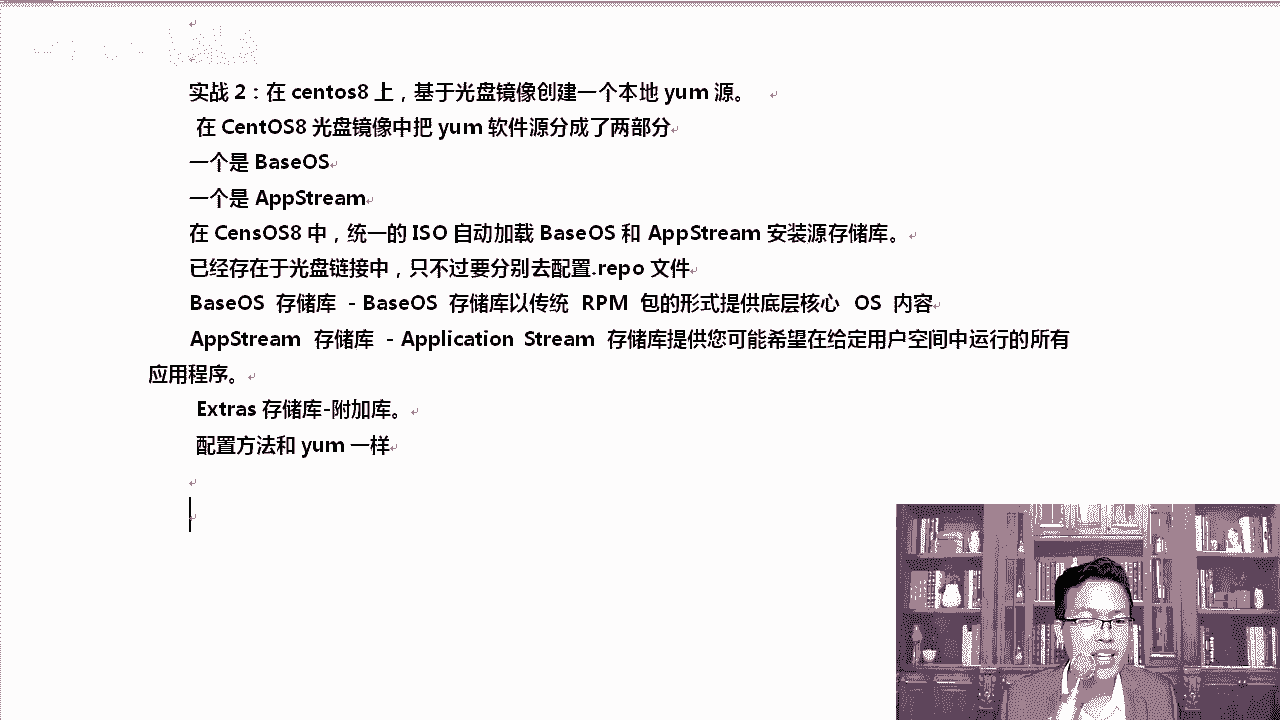 实战 2：在 centos8 上，基于光盘镜像创建一个本地 yum 源。
在 CentOS8 光盘镜像中把 yum 软件源分成了两部分
一个是 BaseOS
一个是 AppStream
在 CensOS8 中，统一的 ISO 自动加载 BaseOS 和 AppStream 安装源存储库。
已经存在于光盘链接中，只不过要分别去配置.repo 文件
BaseOS 存储库 - BaseOS 存储库以传统 RPM 包的形式提供底层核心 OS 内容
AppStream 存储库 - Application Stream 存储库提供您可能希望在给定用户空间中运行的所有
应用程序。
Extras 存储库-附加库。
配置方法和 yum 一样